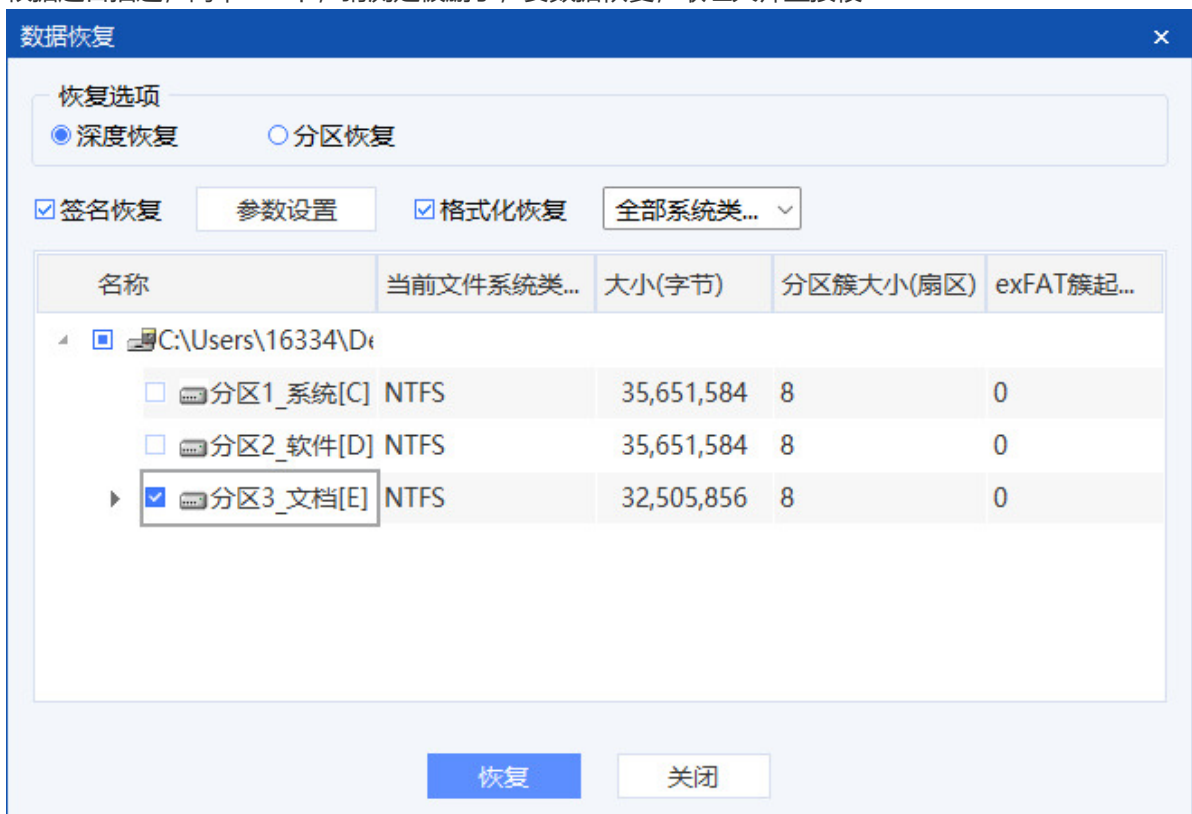 数据恢复
恢复选项
深度恢复 分区恢复
签名恢复 参数设置 格式化恢复 全部系统类...
名称 当前文件系统类... 大小(字节) 分区簇大小(扇区) exFAT簇起...
C:\Users\16334\De
分区1_系统[C] NTFS 35,651,584 8 0
分区2_软件[D] NTFS 35,651,584 8 0
分区3_文档[E] NTFS 32,505,856 8 0
恢复 关闭